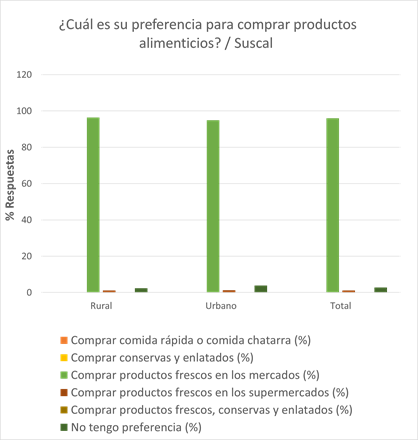 ¿Cuál es su preferencia para comprar productos
alimenticios? / Suscal
120
100
80
60
40
20
0
% Respuestas
Rural
Urbano
Total
Comprar comida rápida o comida chatarra (%)
Comprar conservas y enlatados (%)
Comprar productos frescos en los mercados (%)
Comprar productos frescos en los supermercados (%)
Comprar productos frescos, conservas y enlatados (%)
No tengo preferencia (%)